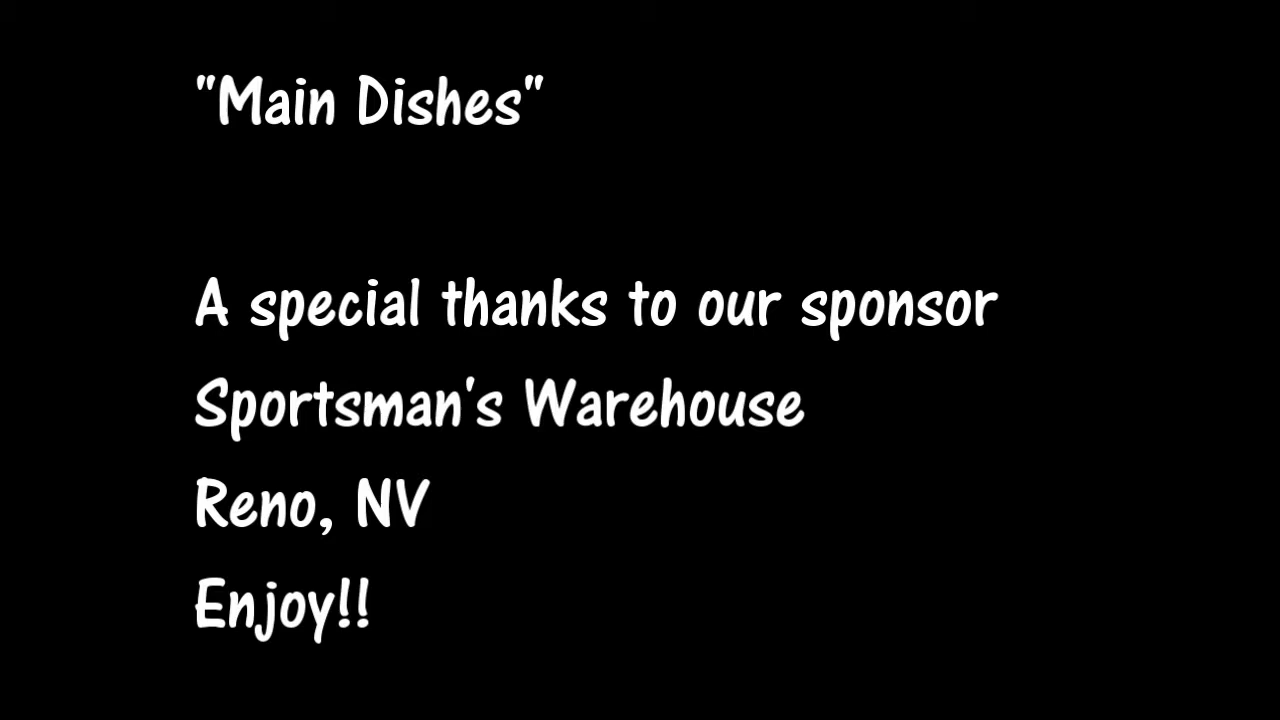 "Main Dishes"
A special thanks to our sponsor
Sportsman's Warehouse
Reno, NV
Enjoy!!